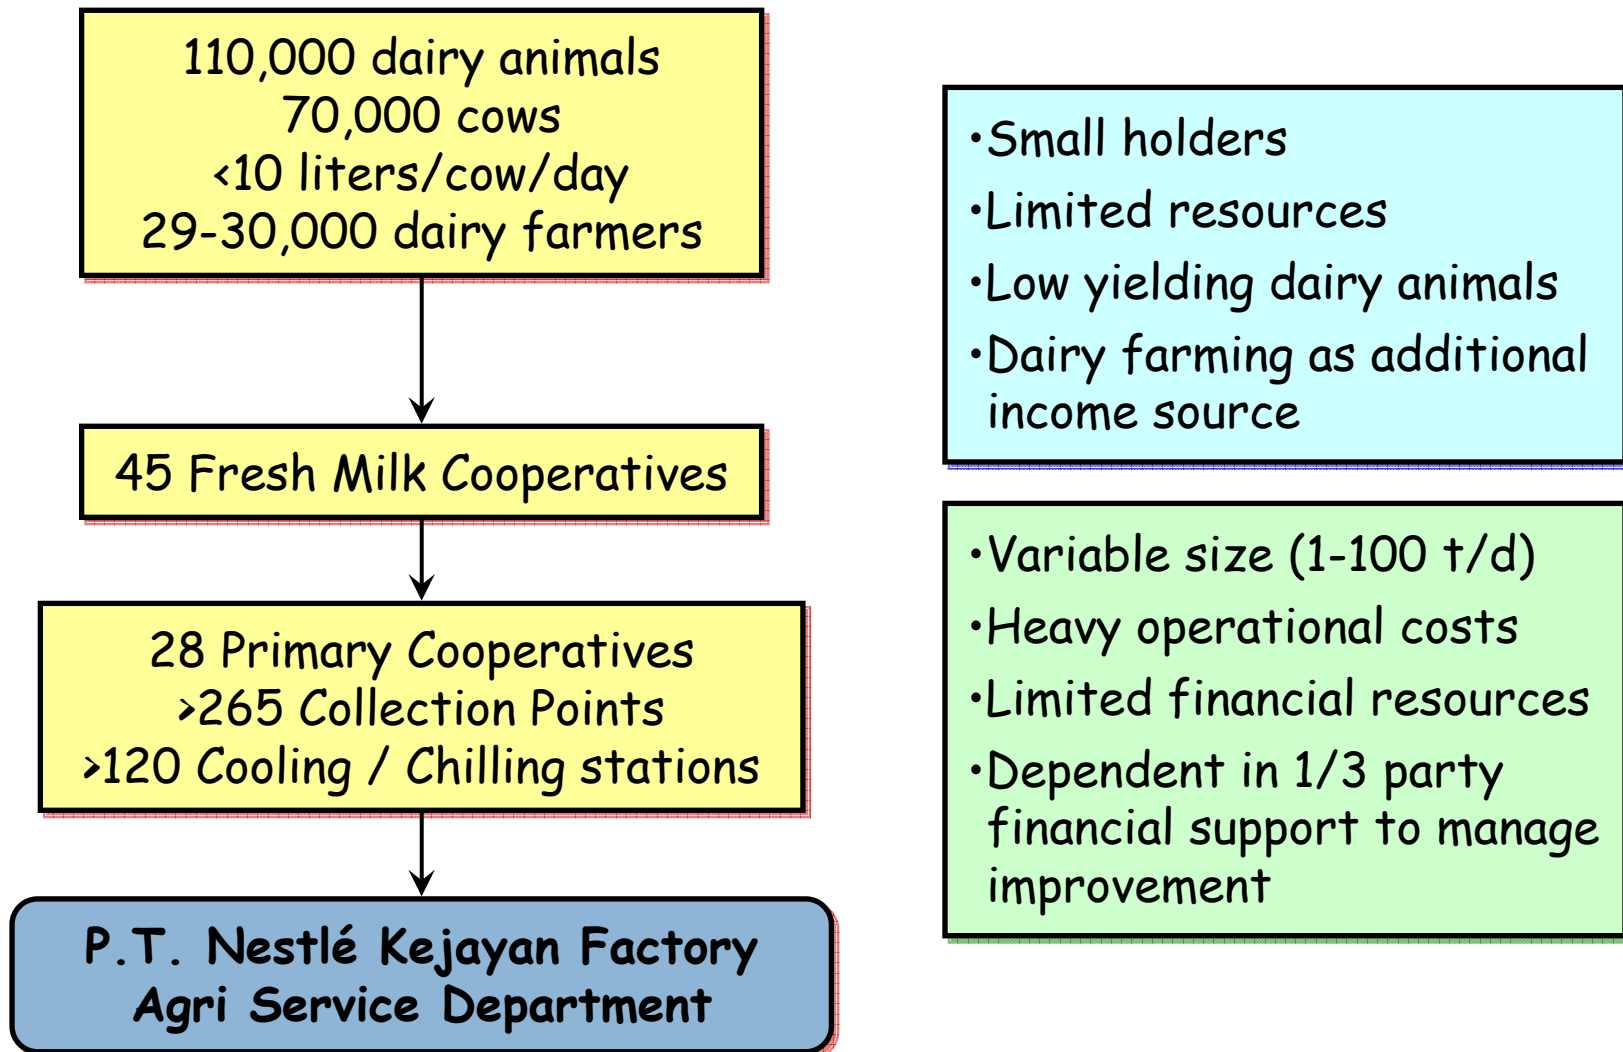 110,000 dairy animals
70,000 cows
<10 liters/cow/day
29-30,000 dairy farmers
45 Fresh Milk Cooperatives
28 Primary Cooperatives
>265 Collection Points
>120 Cooling / Chilling stations
P.T. Nestlé Kejayan Factory
Agri Service Department
•Small holders
•Limited resources
•Low yielding dairy animals
•Dairy farming as additional
income source
•Variable size (1-100 t/d)
•Heavy operational costs
•Limited financial resources
•Dependent in 1/3 party
financial support to manage
improvement